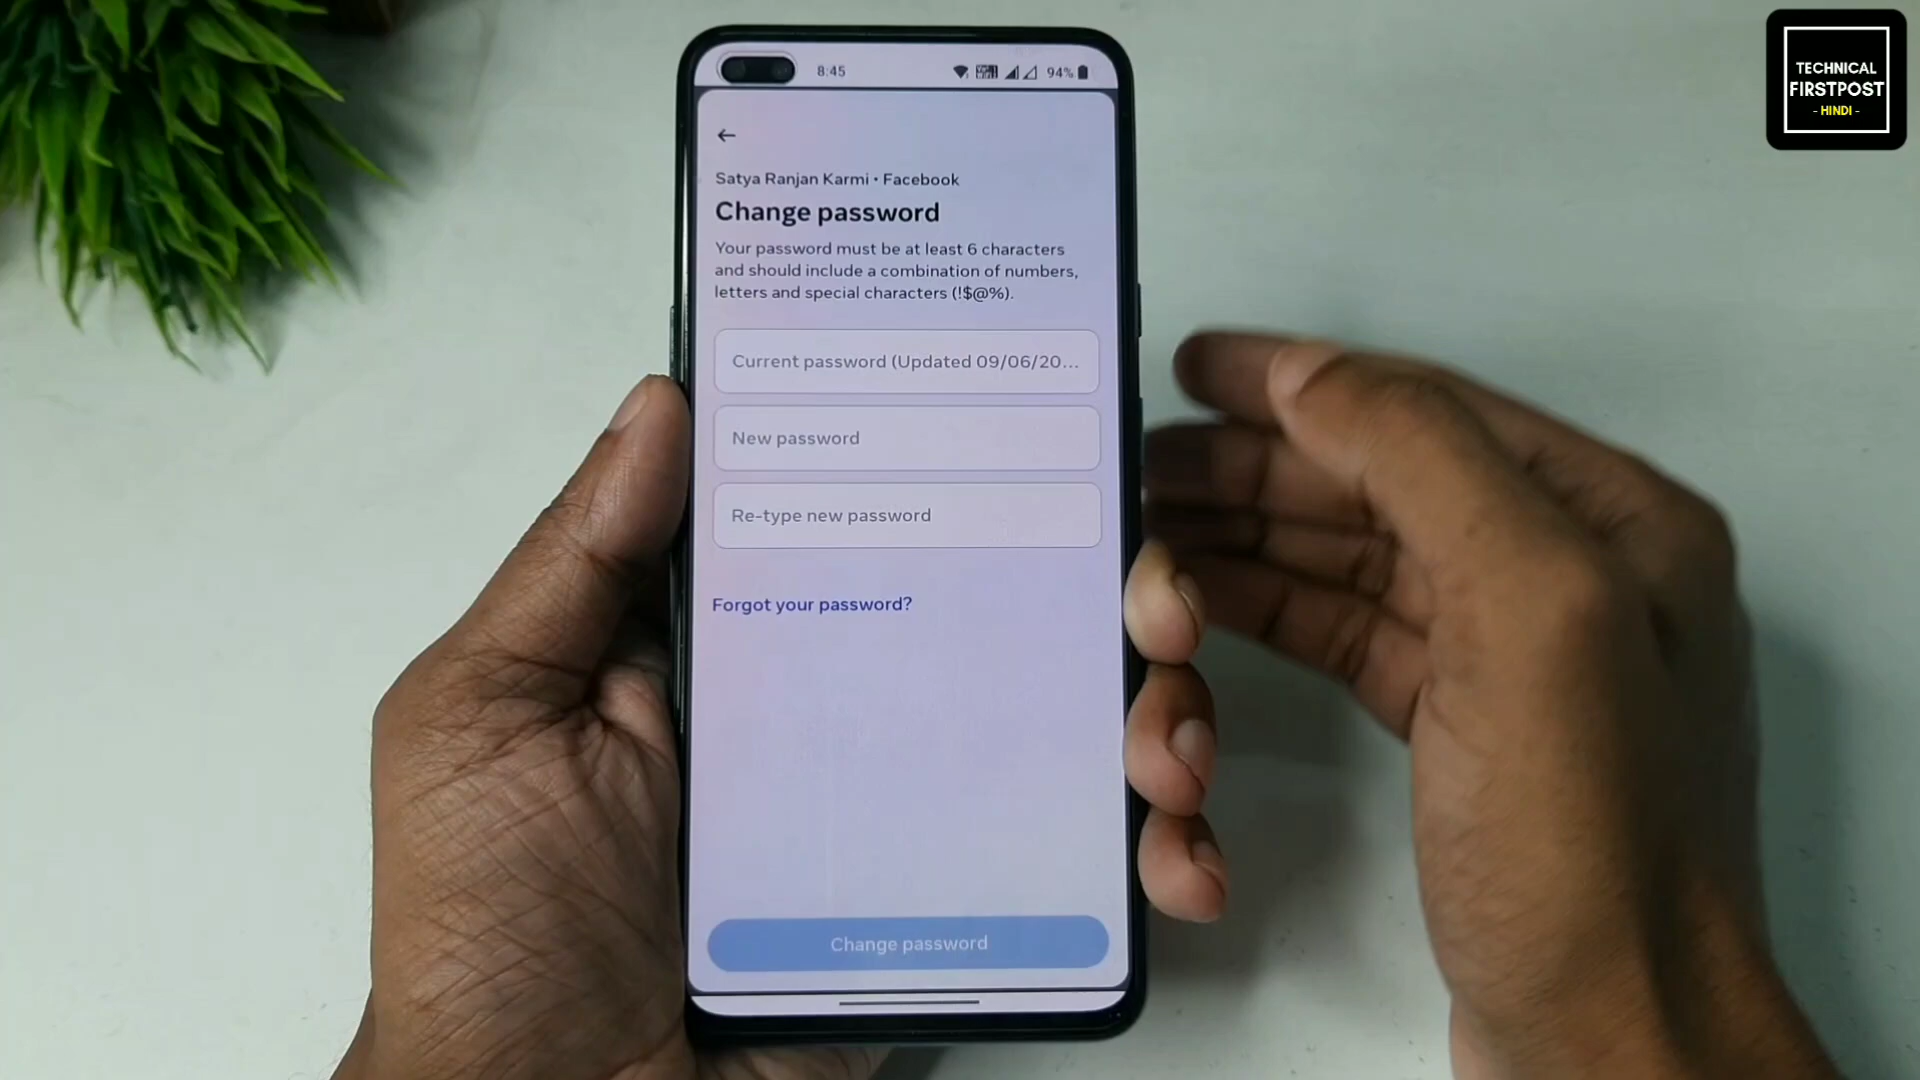 8:45
94%
Satya Ranjan Karmi • Facebook
Change password
Your password must be at least 6 characters
and should include a combination of numbers,
letters and special characters (!$@%).
Current password (Updated 09/06/20...
New password
Re-type new password
Forgot your password?
Change password
TECHNICAL
FIRSTPOST
- HINDI -